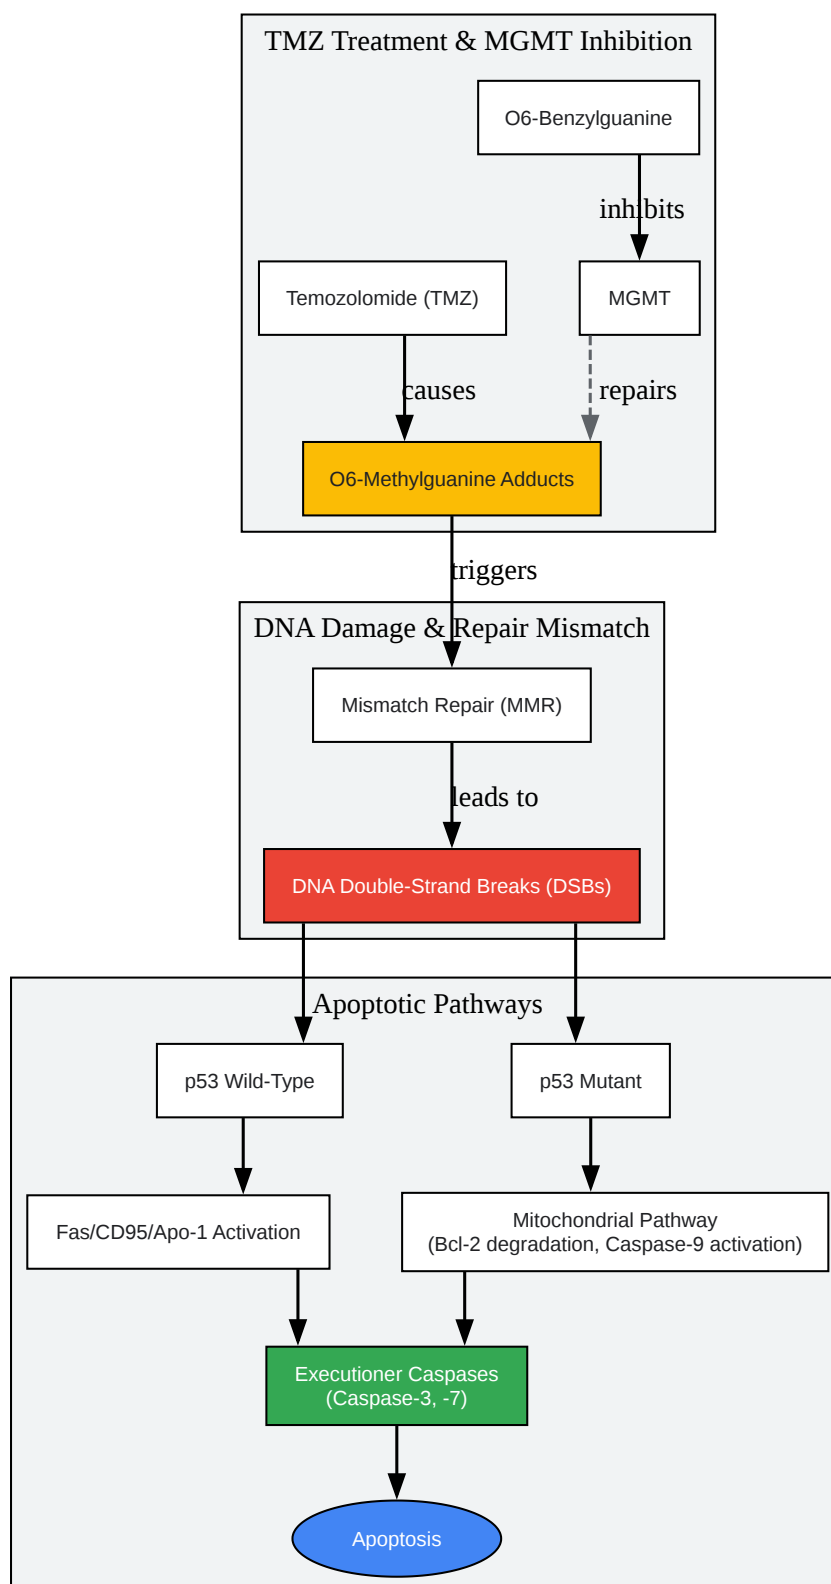 TMZ Treatment & MGMT Inhibition
O6-Benzylguanine
inhibits
Temozolomide (TMZ)
MGMT
causes
repairs
O6-Methylguanine Adducts
triggers
DNA Damage & Repair Mismatch
Mismatch Repair (MMR)
leads to
DNA Double-Strand Breaks (DSBs)
Apoptotic Pathways
p53 Wild-Type
p53 Mutant
Fas/CD95/Apo-1 Activation
Mitochondrial Pathway
(Bcl-2 degradation, Caspase-9 activation)
Executioner Caspases
(Caspase-3, -7)
Apoptosis